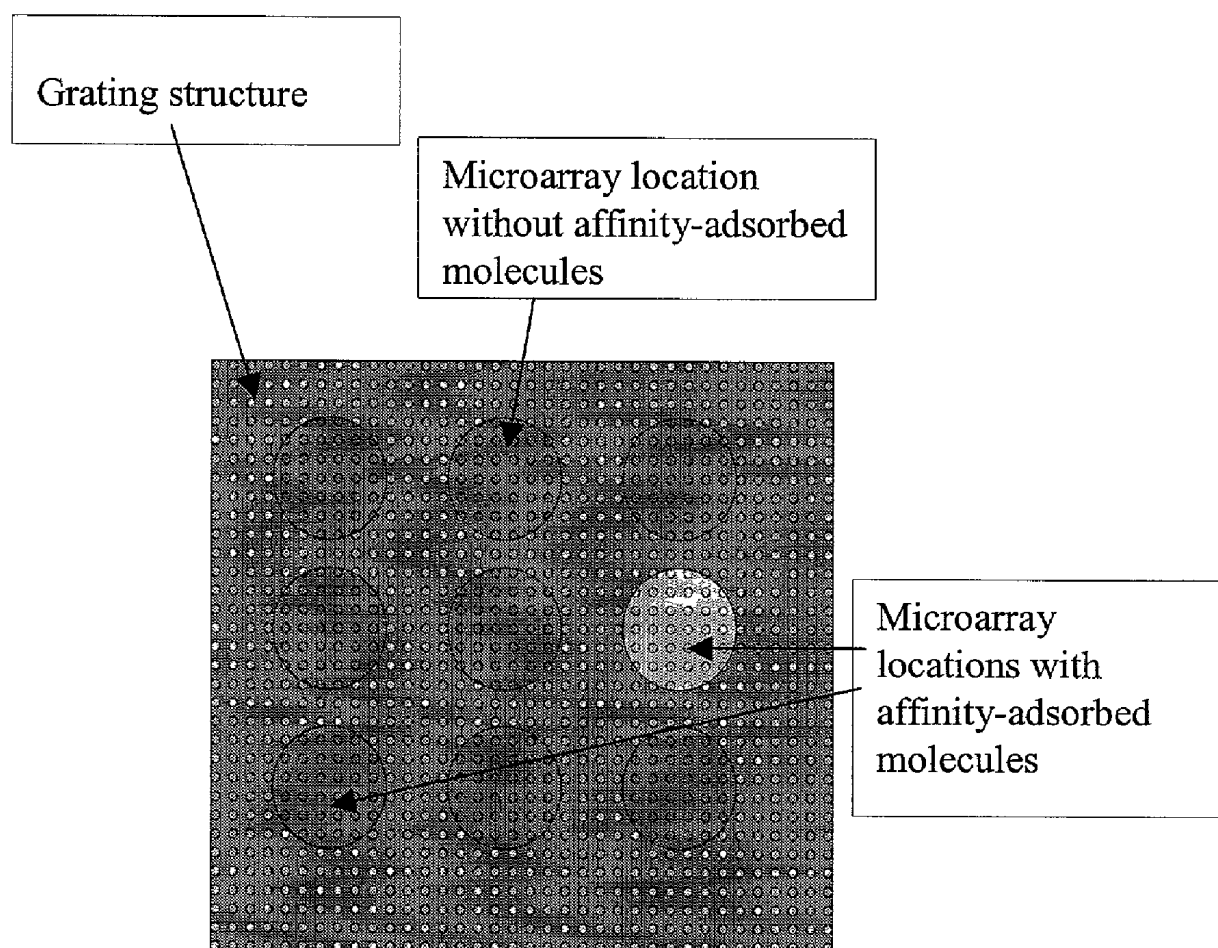 Grating structure
Microarray location
without affinity-adsorbed
molecules
Microarray
locations with
affinity-adsorbed
molecules